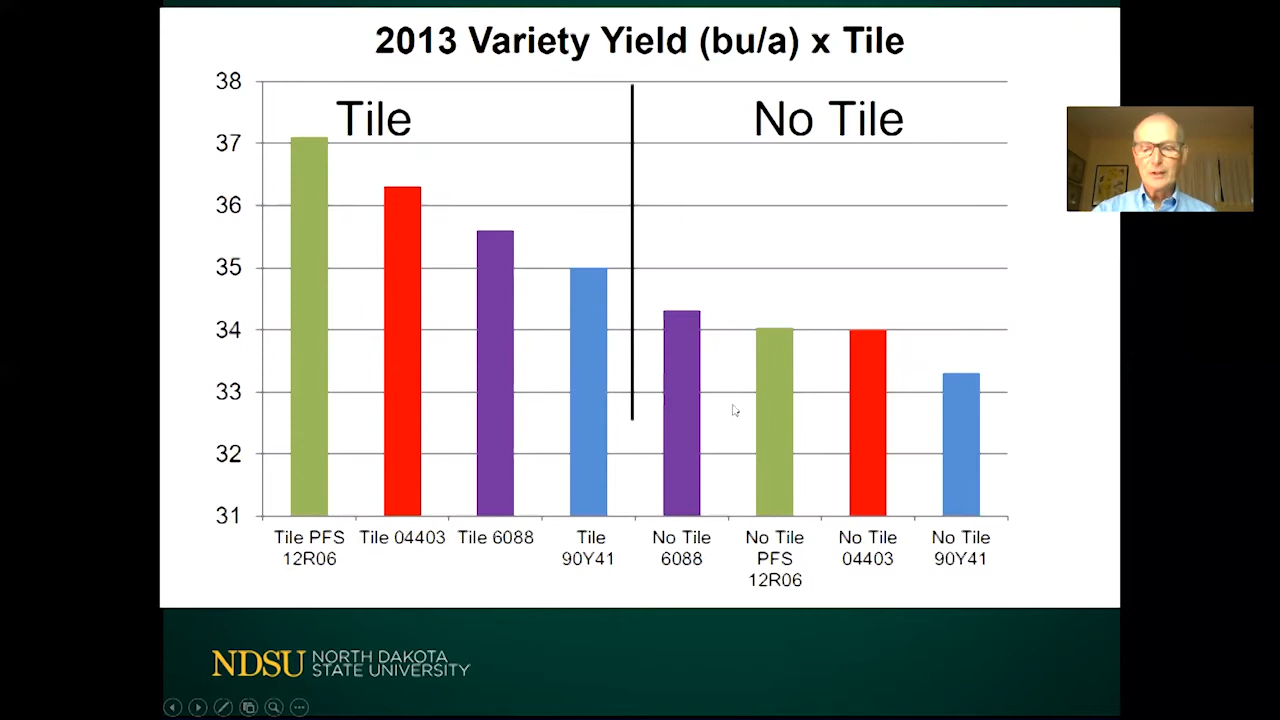 2013 Variety Yield (bu/a) x Tile
38
37
36
35
34
33
32
31
Tile
No Tile
Tile PFS
12R06
Tile 04403
Tile 6088
Tile
90Y41
No Tile
6088
No Tile
PFS
12R06
No Tile
04403
No Tile
90Y41
NDSU
NORTH DAKOTA
STATE UNIVERSITY